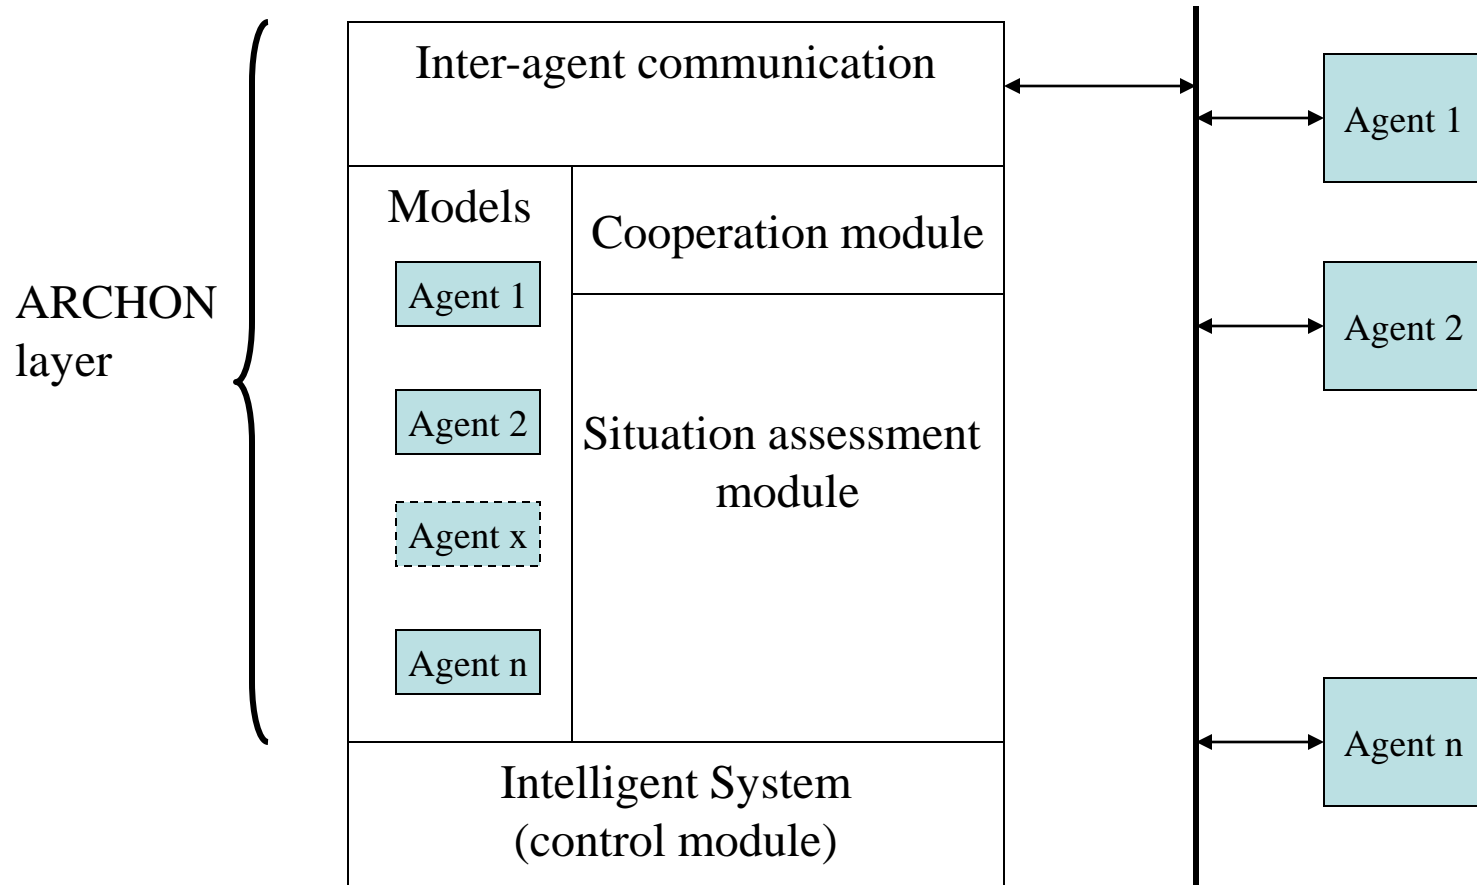 Inter-agent communication
Agent 1
Models
Cooperation module
Agent 1
ARCHON
layer
Agent 2
Agent 2
Situation assessment
module
Agent x
Agent n
Agent n
Intelligent System
(control module)